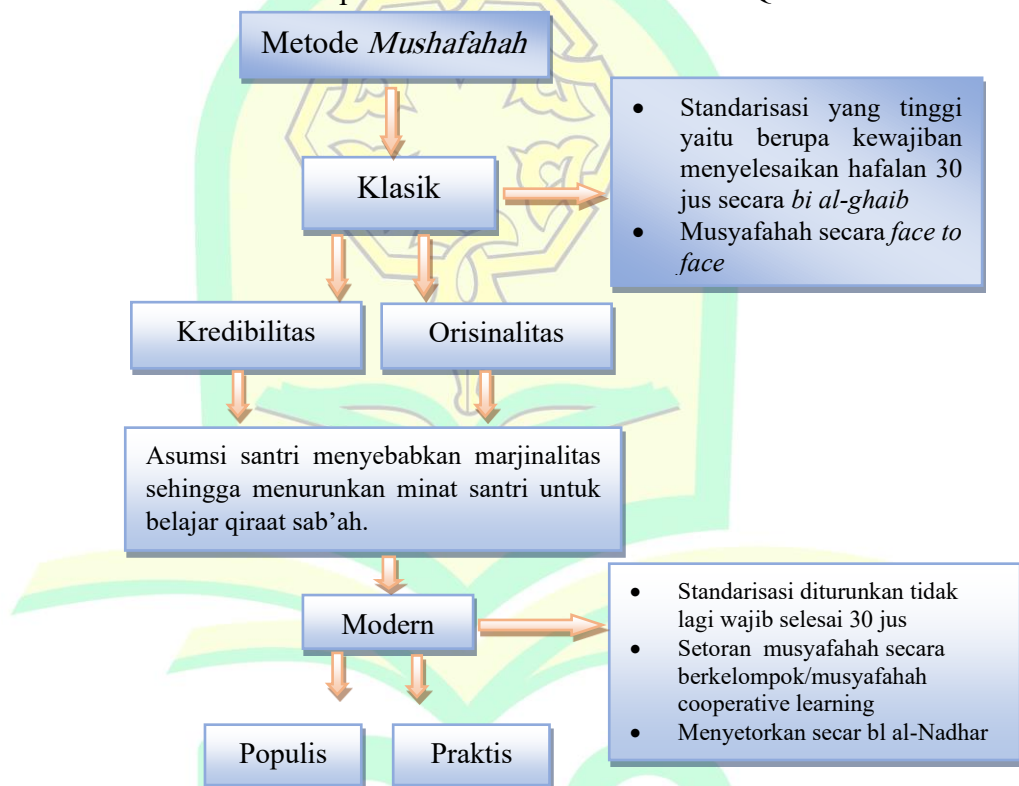 Metode Mushafahah
• Standarisasi yang tinggi
yaitu berupa kewajiban
menyelesaikan hafalan 30
jus secara bi al-ghaib
• Musyafahah secara face to
face
Klasik
Kredibilitas
Orisinalitas
Asumsi santri menyebabkan marjinalitas
sehingga menurunkan minat santri untuk
belajar qiraat sab’ah.
Modern
• Standarisasi diturunkan tidak
lagi wajib selesai 30 jus
• Setoran musyafahah secara
berkelompok/musyafahah
cooperative learning
• Menyetorkan secar bl al-Nadhar
Populis
Praktis